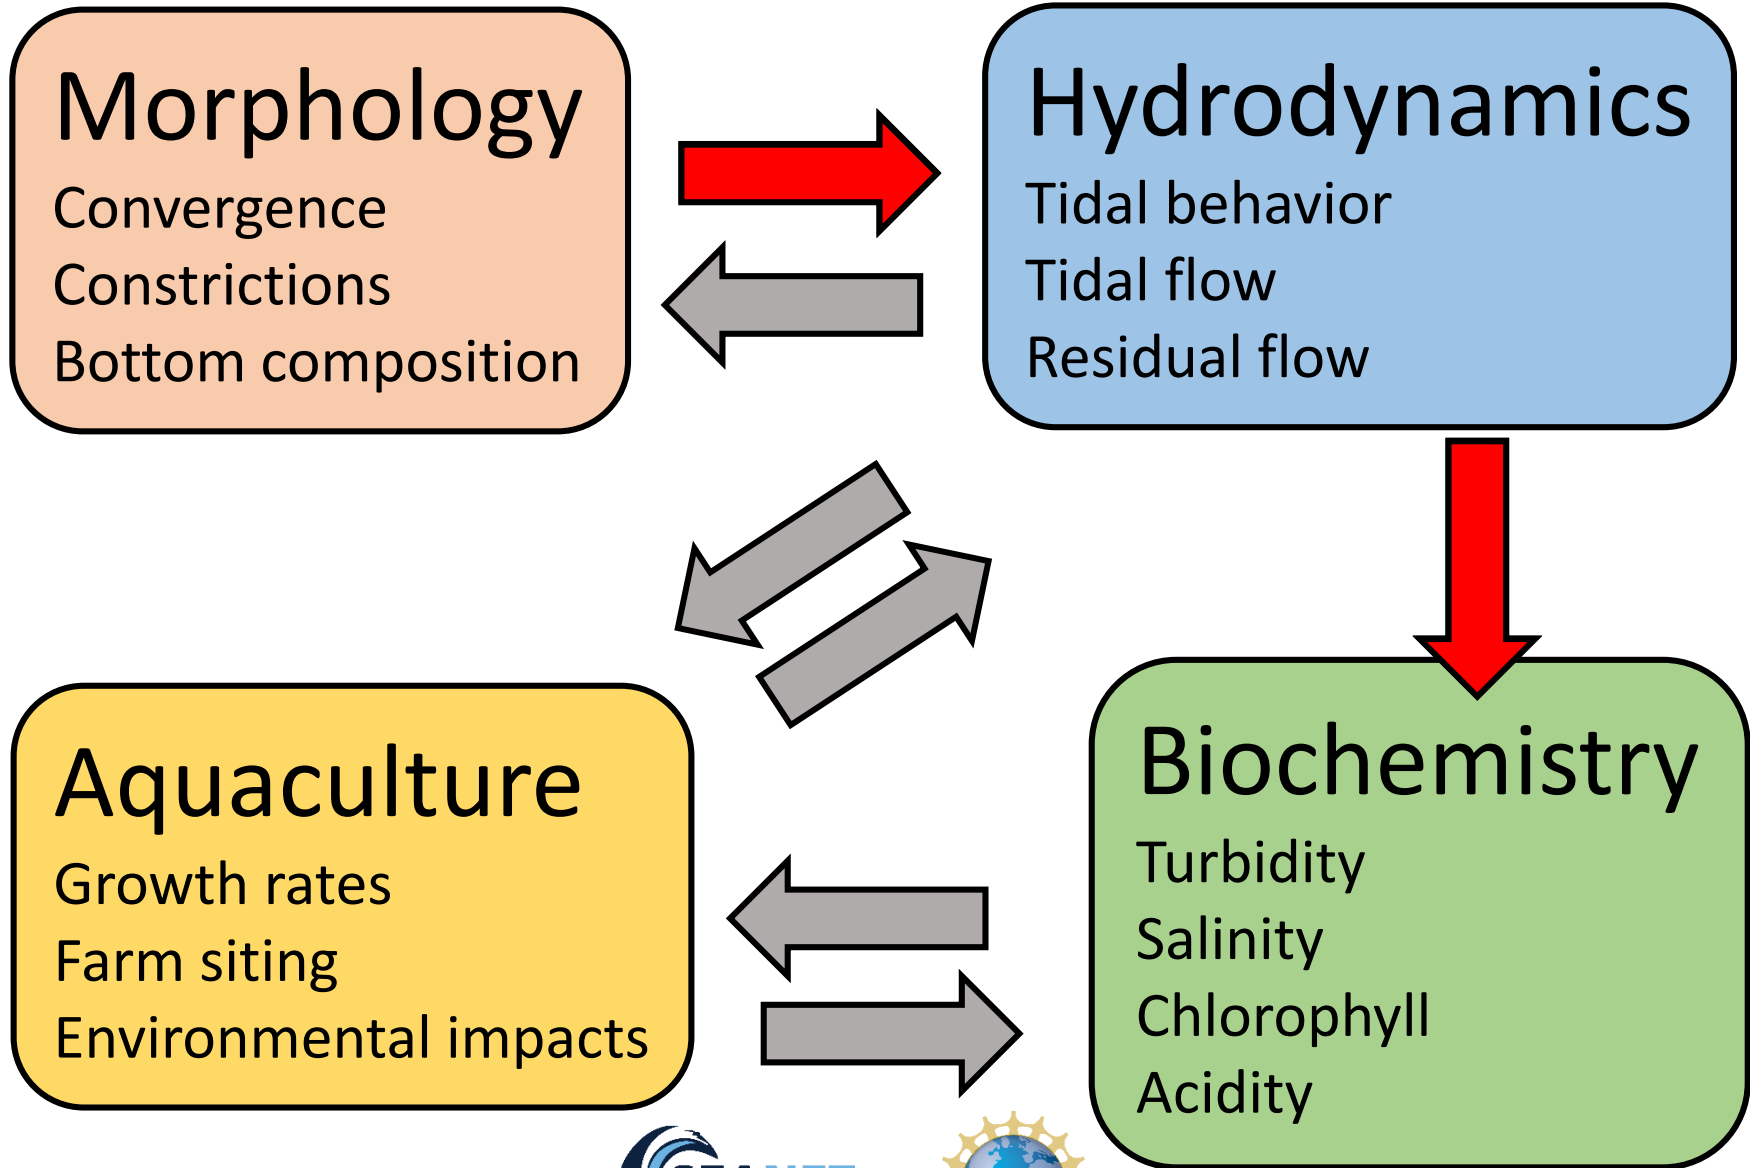 Morphology
Convergence
Constrictions
Bottom composition
Hydrodynamics
Tidal behavior
Tidal flow
Residual flow
Aquaculture
Growth rates
Farm siting
Environmental impacts
Biochemistry
Turbidity
Salinity
Chlorophyll
Acidity
SEANET